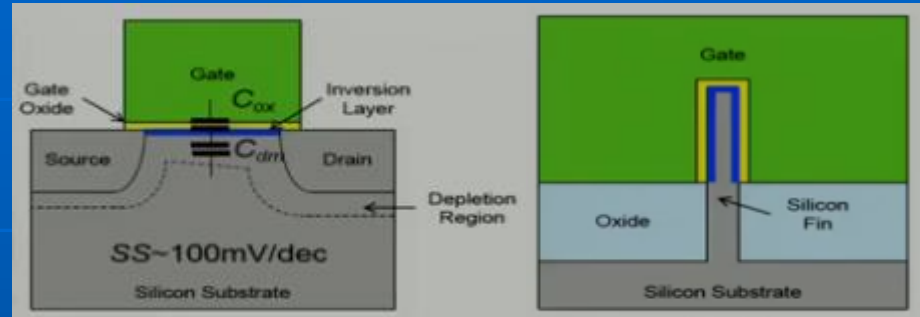 Gate
Gate
Oxide
Cox
Inversion
Layer
Source
Cdm
Drain
Depletion
Region
SS~100mV/dec
Silicon Substrate
Gate
Oxide
Silicon
Fin
Silicon Substrate